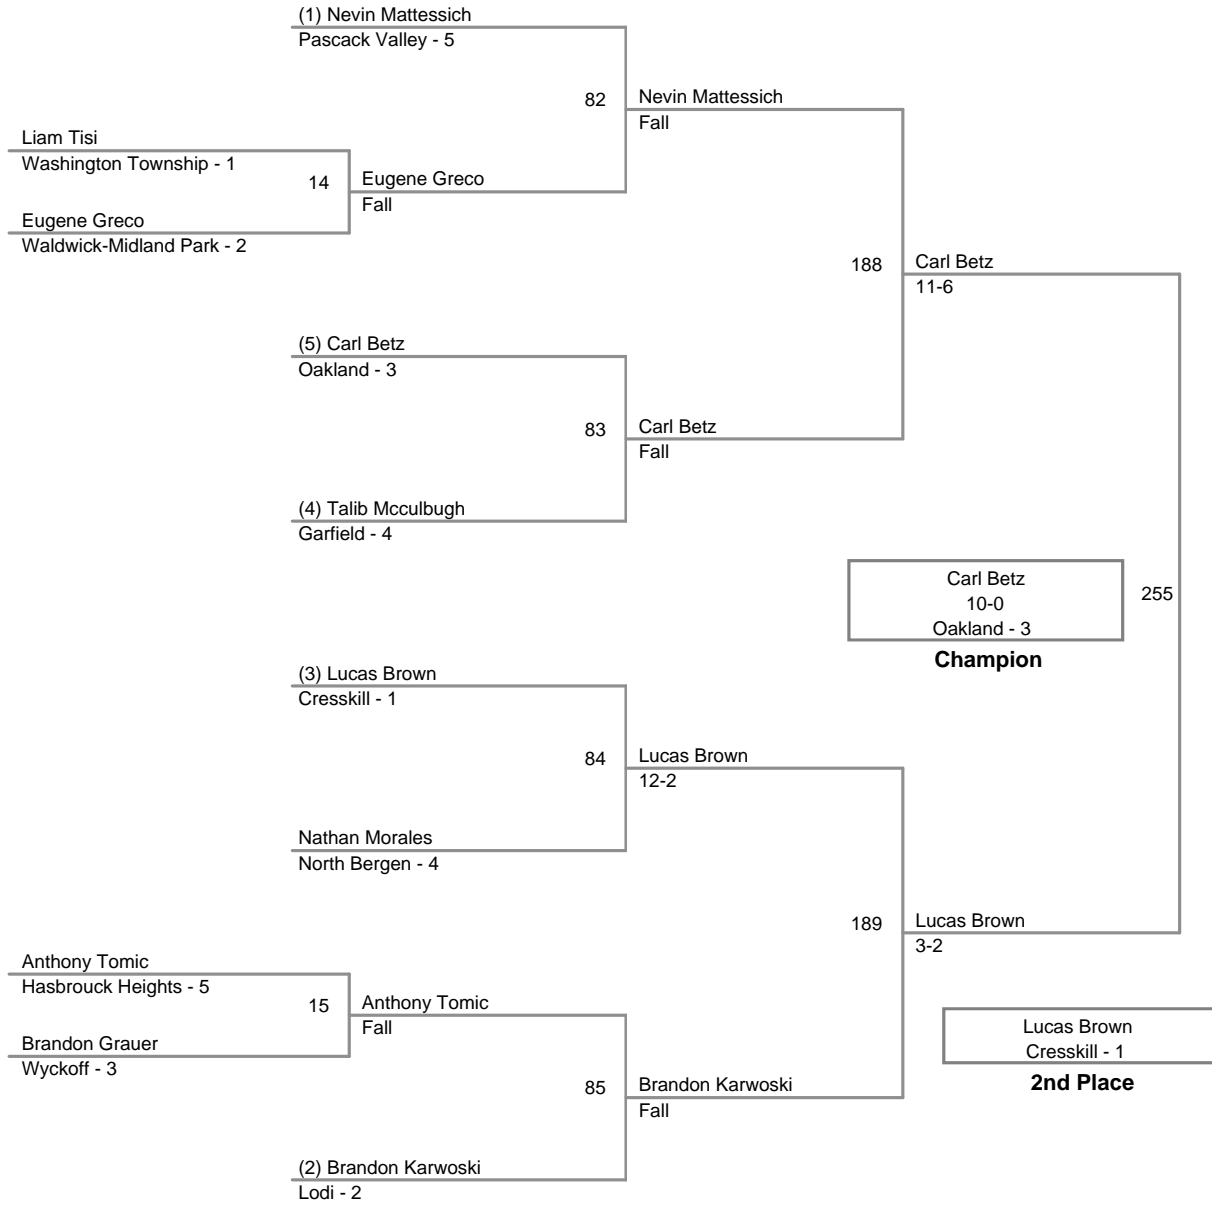 (1) Nevin Mattessich
Pascack Valley - 5
82
Nevin Mattessich
Fall
Liam Tisi
Washington Township - 1
14
Eugene Greco
Fall
Eugene Greco
Waldwick-Midland Park - 2
188
Carl Betz
11-6
(5) Carl Betz
Oakland - 3
83
Carl Betz
Fall
(4) Talib Mcculbugh
Garfield - 4
Carl Betz
10-0
Oakland - 3
Champion
255
(3) Lucas Brown
Cresskill - 1
84
Lucas Brown
12-2
Nathan Morales
North Bergen - 4
189
Lucas Brown
3-2
Anthony Tomic
Hasbrouck Heights - 5
15
Anthony Tomic
Fall
Brandon Grauer
Wyckoff - 3
85
Brandon Karwoski
Fall
(2) Brandon Karwoski
Lodi - 2
Lucas Brown
Cresskill - 1
2nd Place